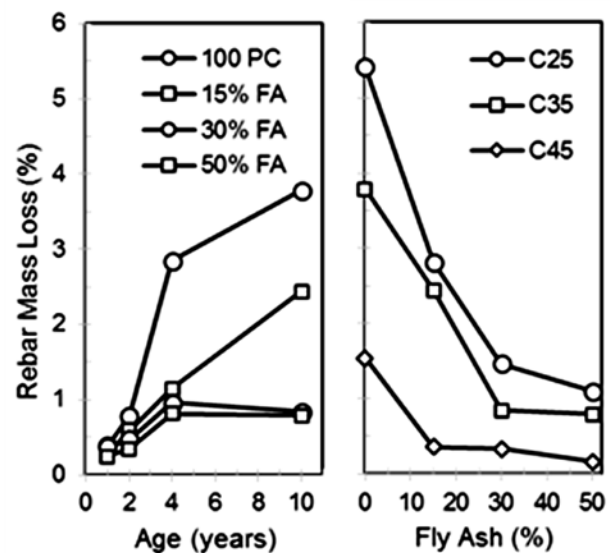 Rebar Mass Loss (%)
6
5
4
3
2
1
0
100 PC
15% FA
30% FA
50% FA
0 2 4 6 8 10
Age (years)
C25
C35
C45
0 10 20 30 40 50
Fly Ash (%)